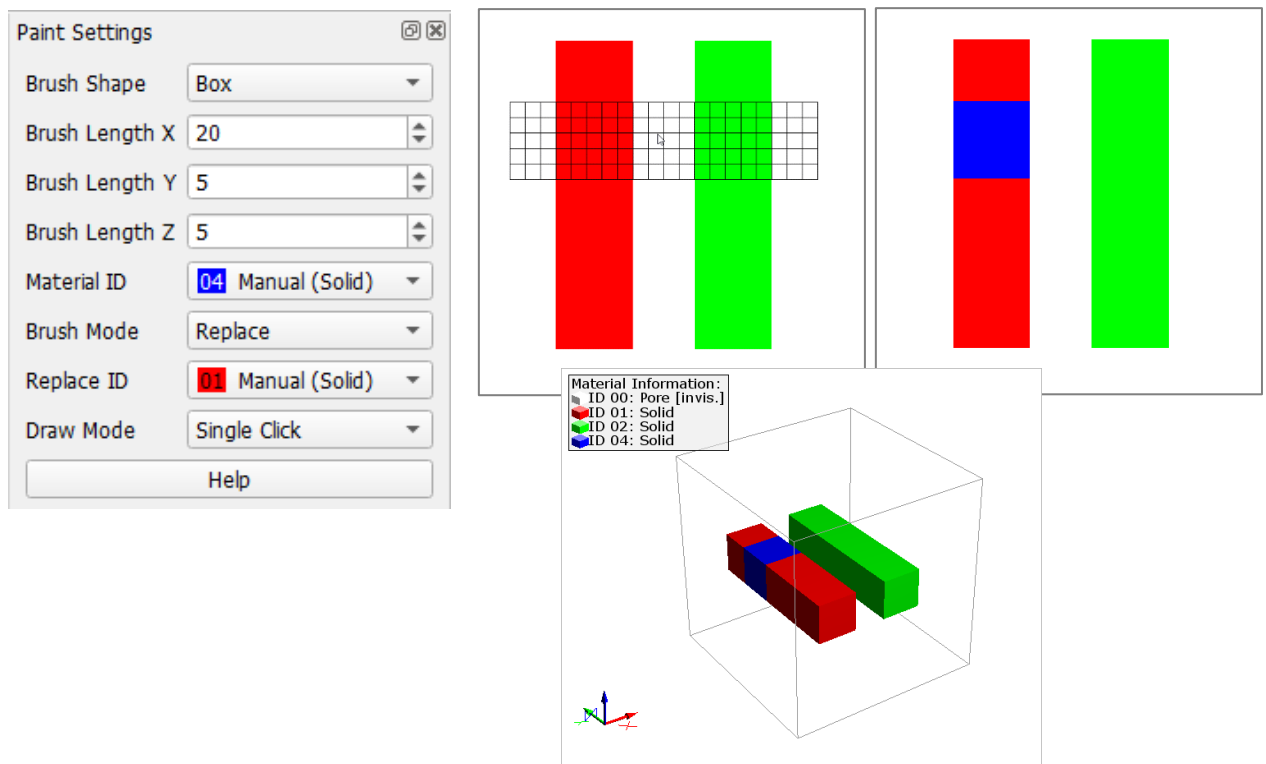 Paint Settings
Brush Shape Box
Brush Length X 20
Brush Length Y 5
Brush Length Z 5
Material ID 04 Manual (Solid)
Brush Mode Replace
Replace ID 01 Manual (Solid)
Draw Mode Single Click
Help
Material Information:
ID 00: Pore [invis.]
ID 01: Solid
ID 02: Solid
ID 04: Solid
X